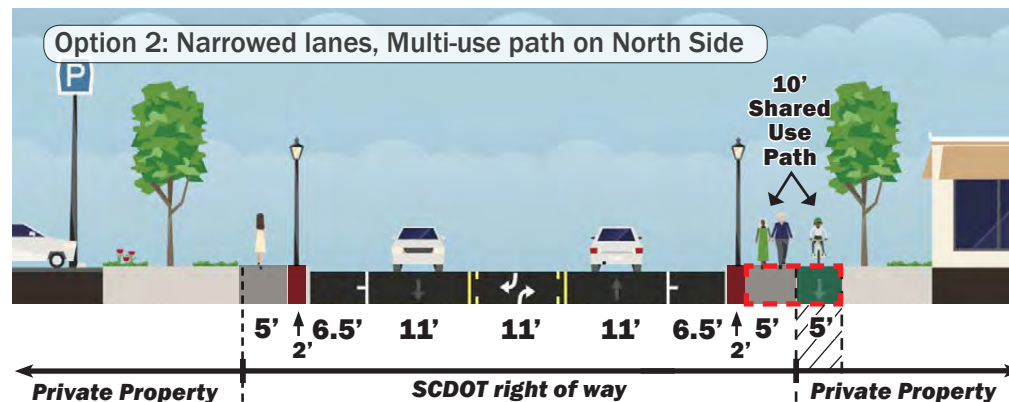 Option 2: Narrowed lanes, Multi-use path on North Side
P
10'
Shared
Use
Path
5' 6.5' 11' 11' 11' 6.5' 5' 5'
2' 2'
Private Property SCDOT right of way Private Property